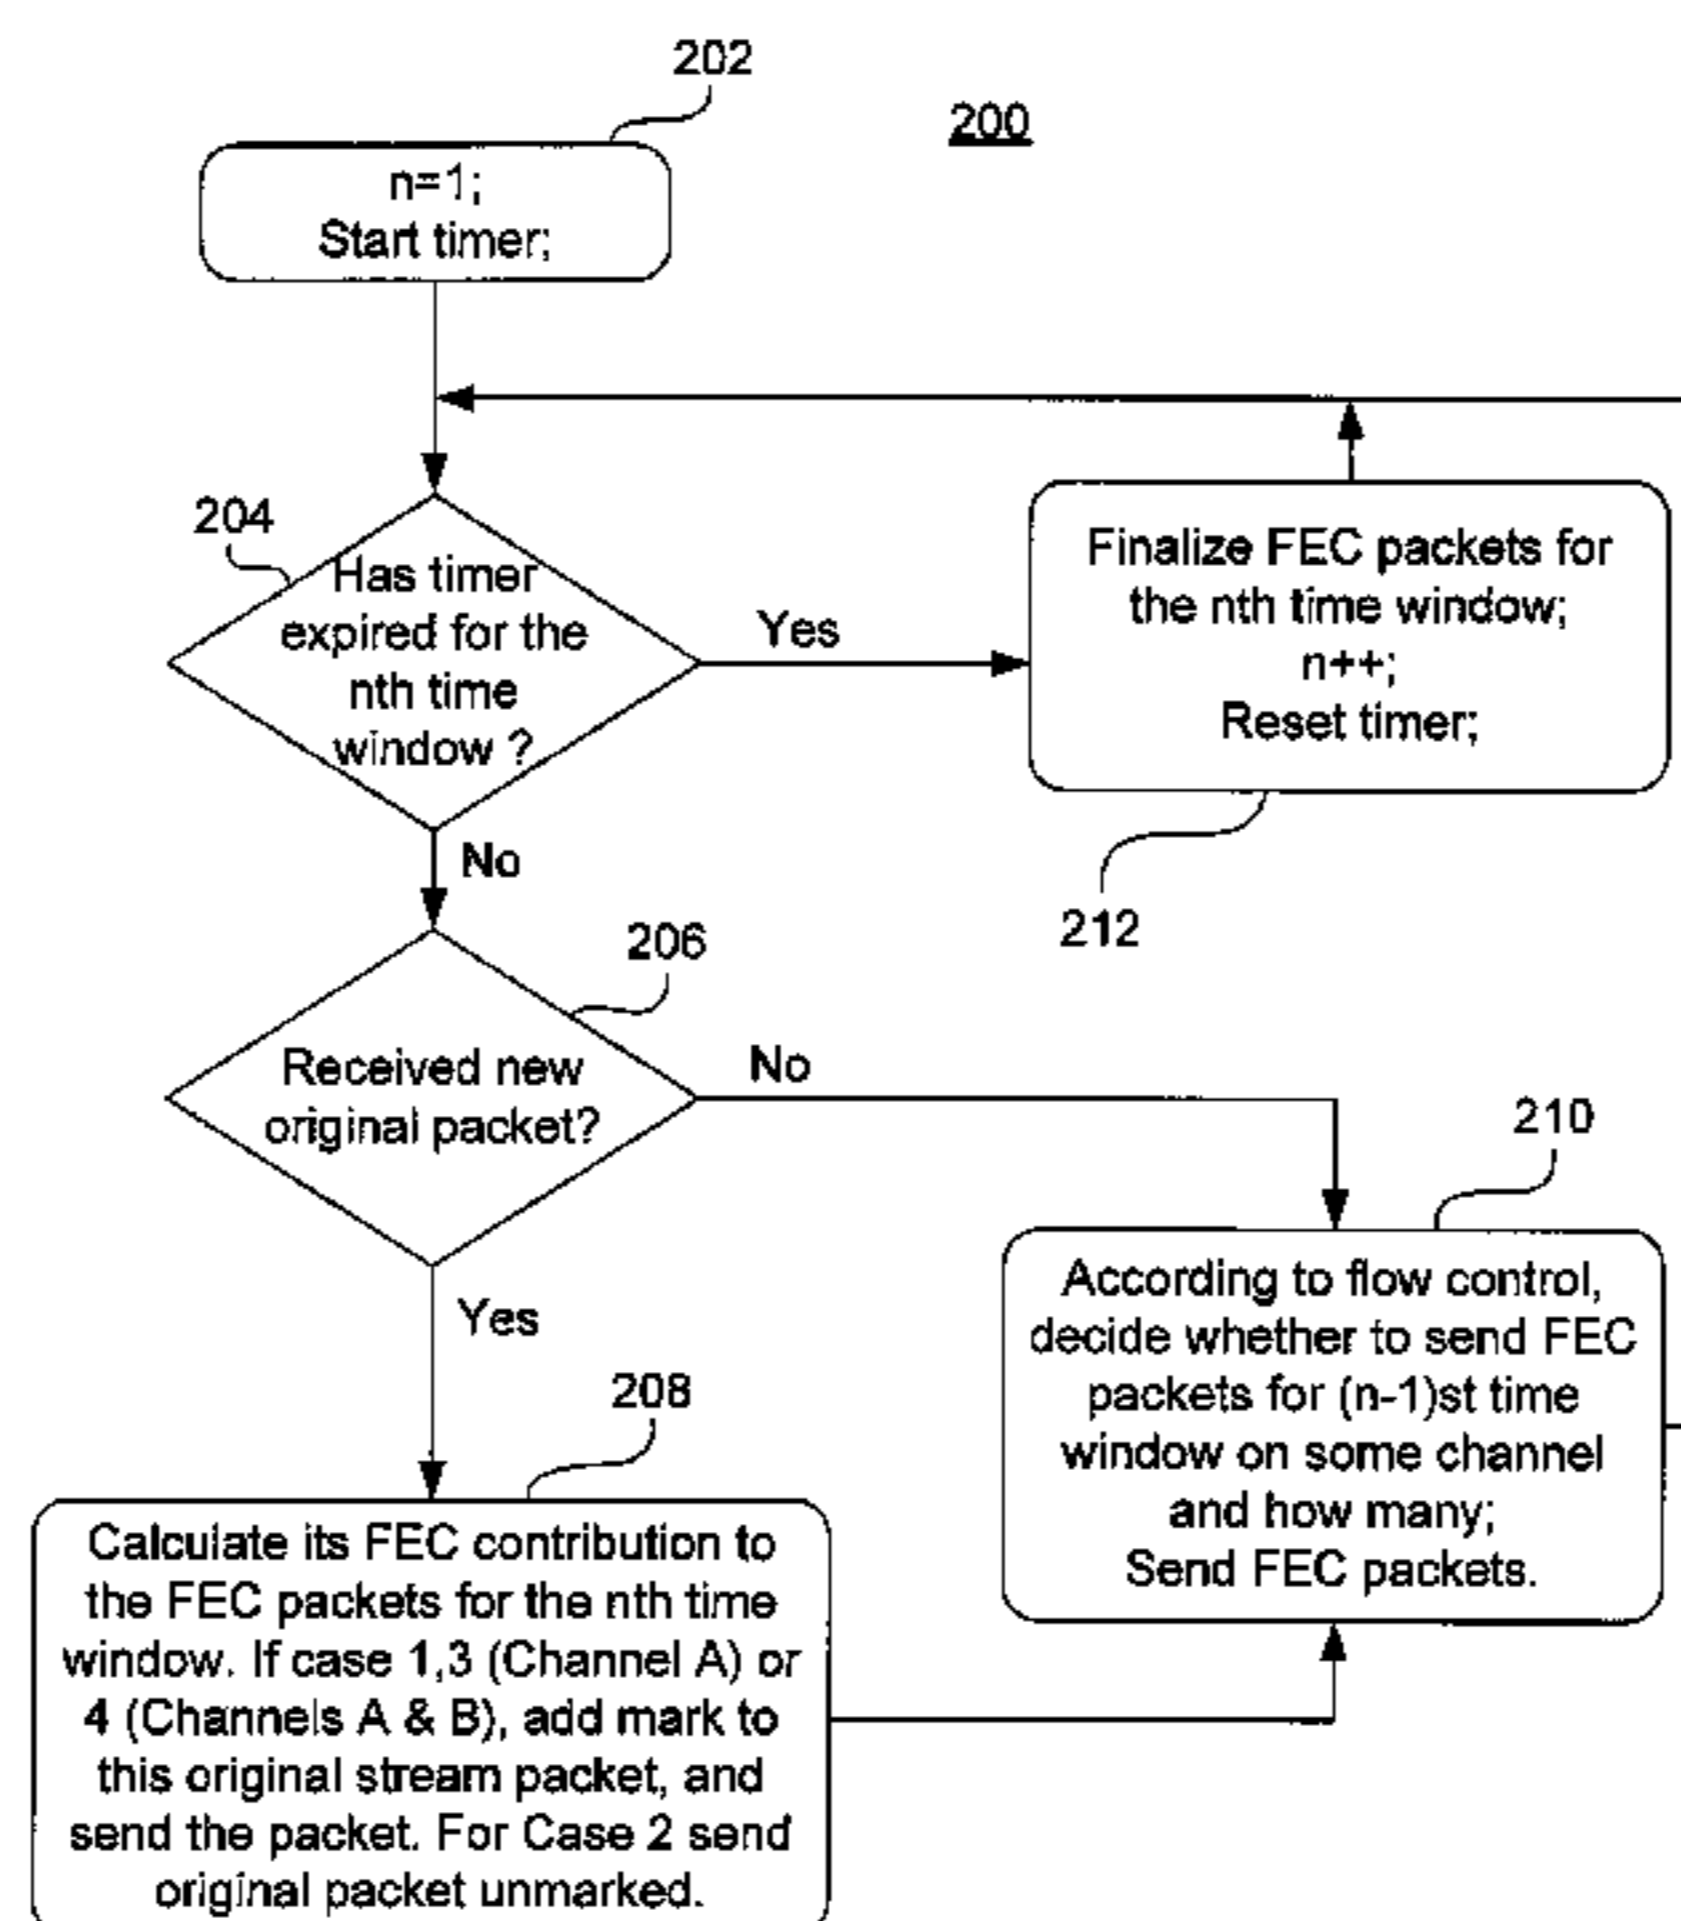 202
200
n=1;
Start timer;
204
Has timer
expired for the
nth time
window ?
Yes
Finalize FEC packets for
the nth time window;
n++;
Reset timer;
212
No
206
Received new
original packet?
No
210
According to flow control,
decide whether to send FEC
packets for (n-1)st time
window on some channel
and how many;
Send FEC packets.
Yes
208
Calculate its FEC contribution to
the FEC packets for the nth time
window. If case 1,3 (Channel A) or
4 (Channels A & B), add mark to
this original stream packet, and
send the packet. For Case 2 send
original packet unmarked.